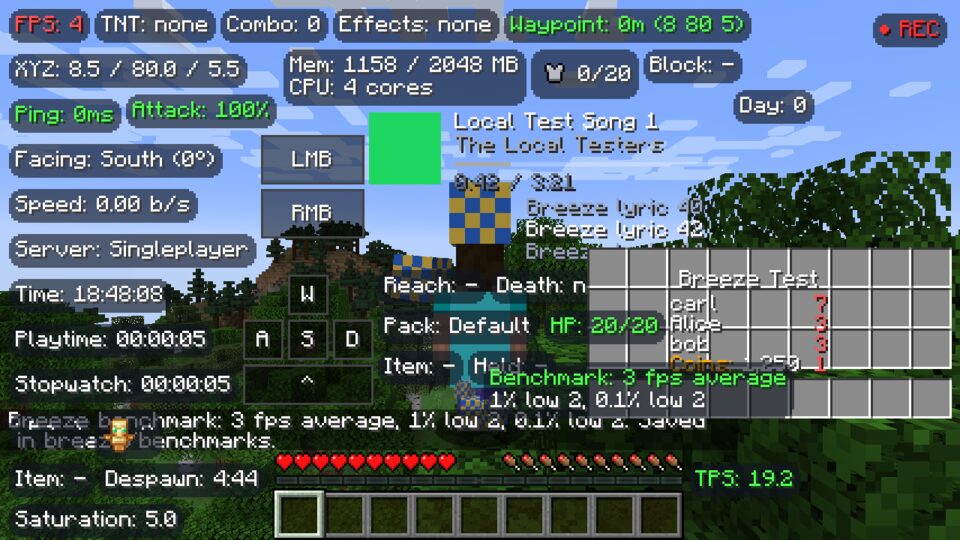 FPS: 4 TNT: none Combo: 0 Effects: none Waypoint: 0m (8 80 5)
REC
XYZ: 8.5 / 80.0 / 5.5
Mem: 1158 / 2048 MB
CPU: 4 cores
0/20
Block: -
Day: 0
Ping: 0ms Attack: 100%
Local Test Song 1
The Local Testers
0:42 / 3:21
Facing: South (0°)
LMB
Speed: 0.00 b/s
RMB
Breeze lyric
Breeze lyric 42
Breeze
Server: Singleplayer
Time: 18:48:08
W
Reach: - Death:
Breeze Test
carl 7
Alice 3
bob 3
Coins: 1,250 1
Playtime: 00:00:05
A S D
Pack: Default HP: 20/20
Item: - Held: -
Stopwatch: 00:00:05
^
Benchmark: 3 fps average
1% low 2, 0.1% low 2
Breeze benchmark: 3 fps average, 1% low 2, 0.1% low 2. Saved
in breeze benchmarks.
Item: - Despawn: 4:44
TPS: 19.2
Saturation: 5.0